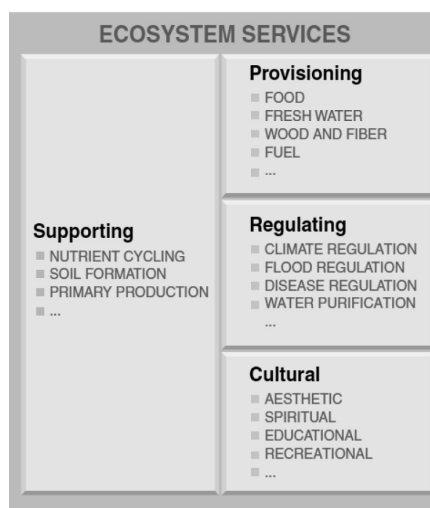 ECOSYSTEM SERVICES
Supporting
NUTRIENT CYCLING
SOIL FORMATION
PRIMARY PRODUCTION
...
Provisioning
FOOD
FRESH WATER
WOOD AND FIBER
FUEL
...
Regulating
CLIMATE REGULATION
FLOOD REGULATION
DISEASE REGULATION
WATER PURIFICATION
...
Cultural
AESTHETIC
SPIRITUAL
EDUCATIONAL
RECREATIONAL
...